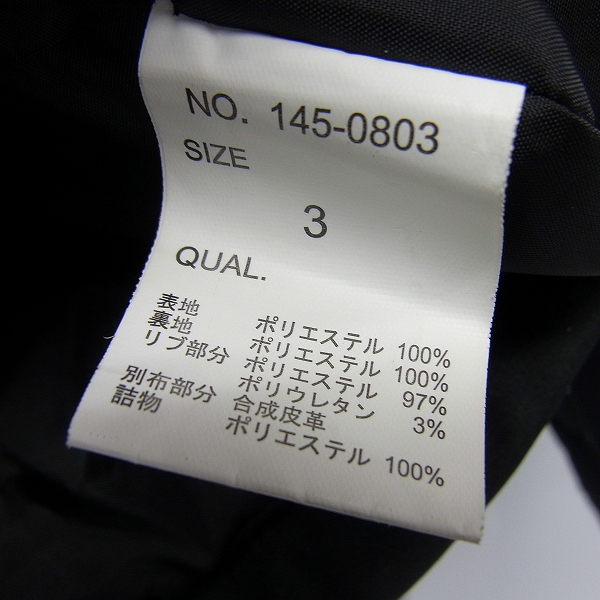 NO. 145-0803
SIZE
3
QUAL.
表地 ポリエステル 100%
裏地 ポリエステル 100%
リブ部分 ポリエステル 97%
ポリウレタン 3%
別布部分 合成皮革
詰物 ポリエステル 100%